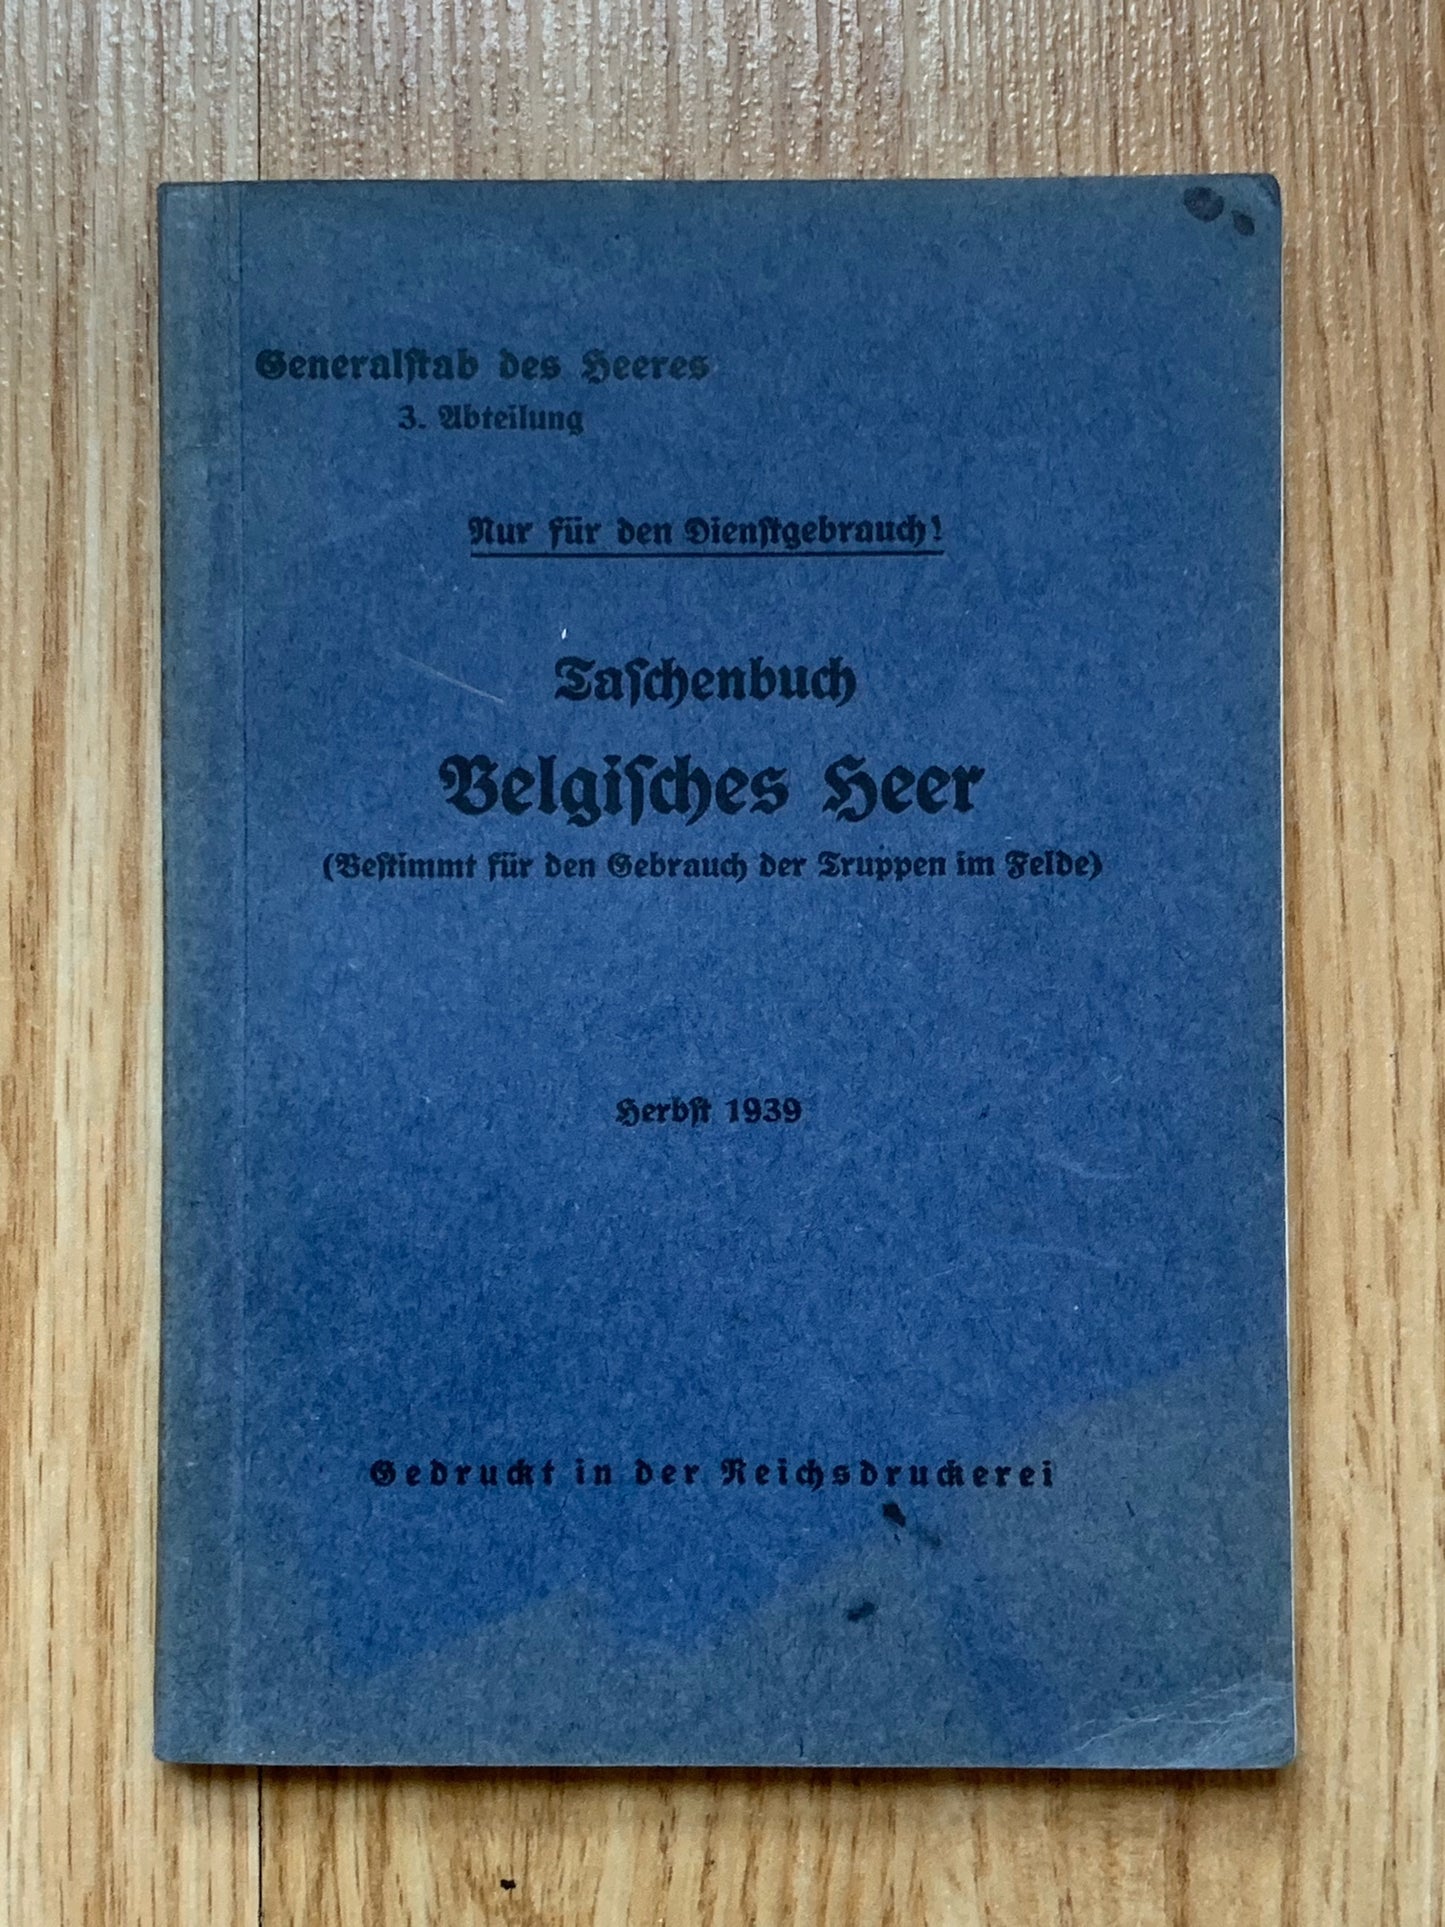 Generalstab des Heeres
3. Abteilung
Nur für den Dienstgebrauch!
Taschenbuch
Belgisches Heer
(Bestimmt für den Gebrauch der Truppen im Felde)
Herbst 1939
Gedruckt in der Reichsdruckerei